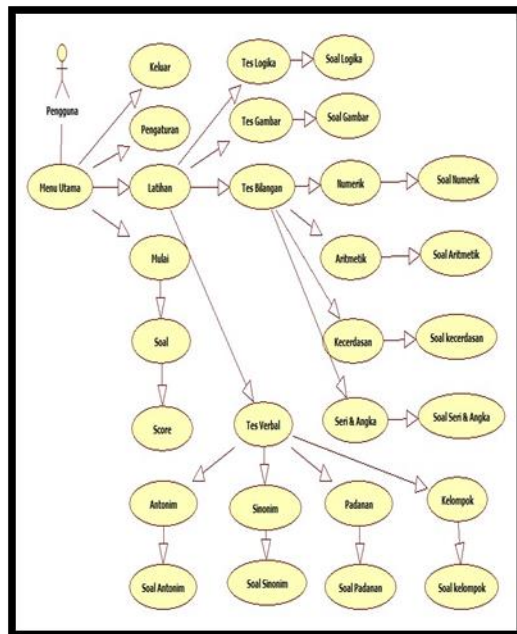 Pengguna
Keluar
Tes Logika
Soal Logika
Pengaturan
Tes Gambar
Soal Gambar
Menu Utama
Latihan
Tes Bilangan
Numerik
Soal Numerik
Mulai
Aritmetik
Soal Aritmetik
Soal
Kecerdasan
Soal kecerdasan
Score
Tes Verbal
Seri & Angka
Soal Seri & Angka
Antonim
Sinonim
Padanan
Kelompok
Soal Antonim
Soal Sinonim
Soal Padanan
Soal kelompok